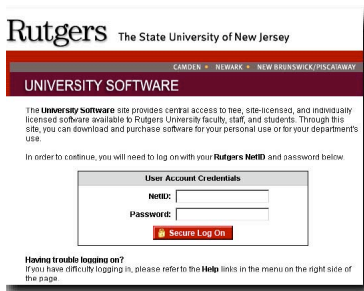 Rutgers The State University of New Jersey
CAMDEN • NEWARK • NEW BRUNSWICK/PISCATAWAY
UNIVERSITY SOFTWARE
The University Software site provides central access to free, site-licensed, and individually
licensed software available to Rutgers University faculty, staff, and students. Through this
site, you can download and purchase software for your personal use or for your department's
use.
In order to continue, you will need to log on with your Rutgers NetID and password below.
User Account Credentials
NetID:
Password:
Secure Log On
Having trouble logging on?
If you have difficulty logging in, please refer to the Help links in the menu on the right side of
the page.